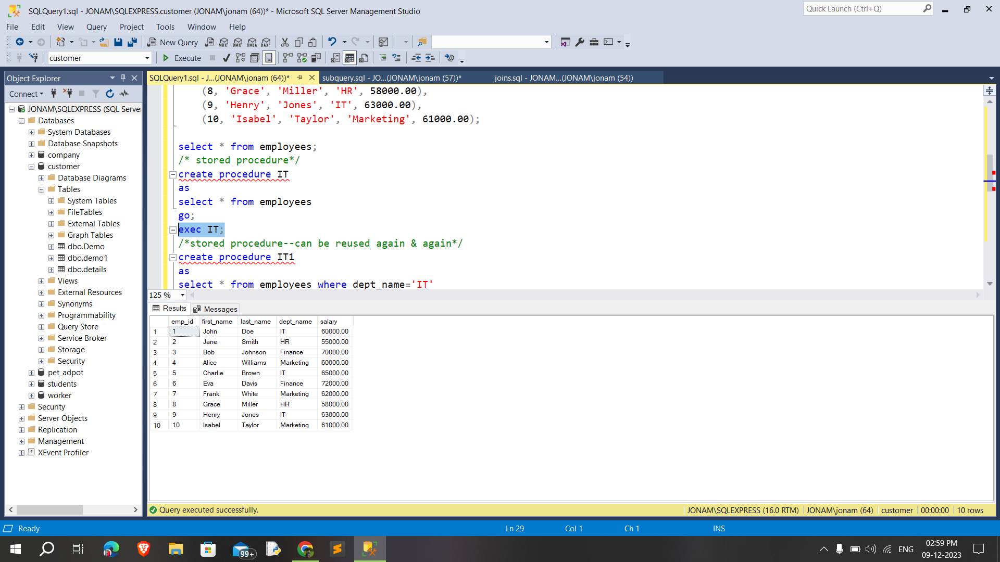 SQLQuery1.sql - JONAM\SQLEXPRESS.customer (JONAM\jonam (64))* - Microsoft SQL Server Management Studio
Quick Launch (Ctrl+Q)
File Edit View Query Project Tools Window Help
New Query MDX DMX XMLA DAX
customer Execute
Object Explorer
Connect
JONAM\SQLEXPRESS (SQL Server
Databases
System Databases
Database Snapshots
company
customer
Database Diagrams
Tables
System Tables
FileTables
External Tables
Graph Tables
dbo.Demo
dbo.demo1
dbo.details
Views
External Resources
Synonyms
Programmability
Query Store
Service Broker
Storage
Security
pet_adpot
students
worker
Security
Server Objects
Replication
Management
XEvent Profiler
SQLQuery1.sql - J...(JONAM\jonam (64))* subquery.sql - JO...(JONAM\jonam (57))* joins.sql - JONAM...(JONAM\jonam (54))
(8, 'Grace', 'Miller', 'HR', 58000.00),
(9, 'Henry', 'Jones', 'IT', 63000.00),
(10, 'Isabel', 'Taylor', 'Marketing', 61000.00);
select * from employees;
/* stored procedure*/
create procedure IT
as
select * from employees
go;
exec IT;
/*stored procedure--can be reused again & again*/
create procedure IT1
as
select * from employees where dept_name='IT'
125 %
Results Messages
emp_id first_name last_name dept_name salary
1 1 John Doe IT 60000.00
2 2 Jane Smith HR 55000.00
3 3 Bob Johnson Finance 70000.00
4 4 Alice Williams Marketing 60000.00
5 5 Charlie Brown IT 65000.00
6 6 Eva Davis Finance 72000.00
7 7 Frank White Marketing 62000.00
8 8 Grace Miller HR 58000.00
9 9 Henry Jones IT 63000.00
10 10 Isabel Taylor Marketing 61000.00
Query executed successfully. JONAM\SQLEXPRESS (16.0 RTM) JONAM\jonam (64) customer 00:00:00 10 rows
Ready Ln 29 Col 1 Ch 1 INS
99+ ENG 02:59 PM
09-12-2023